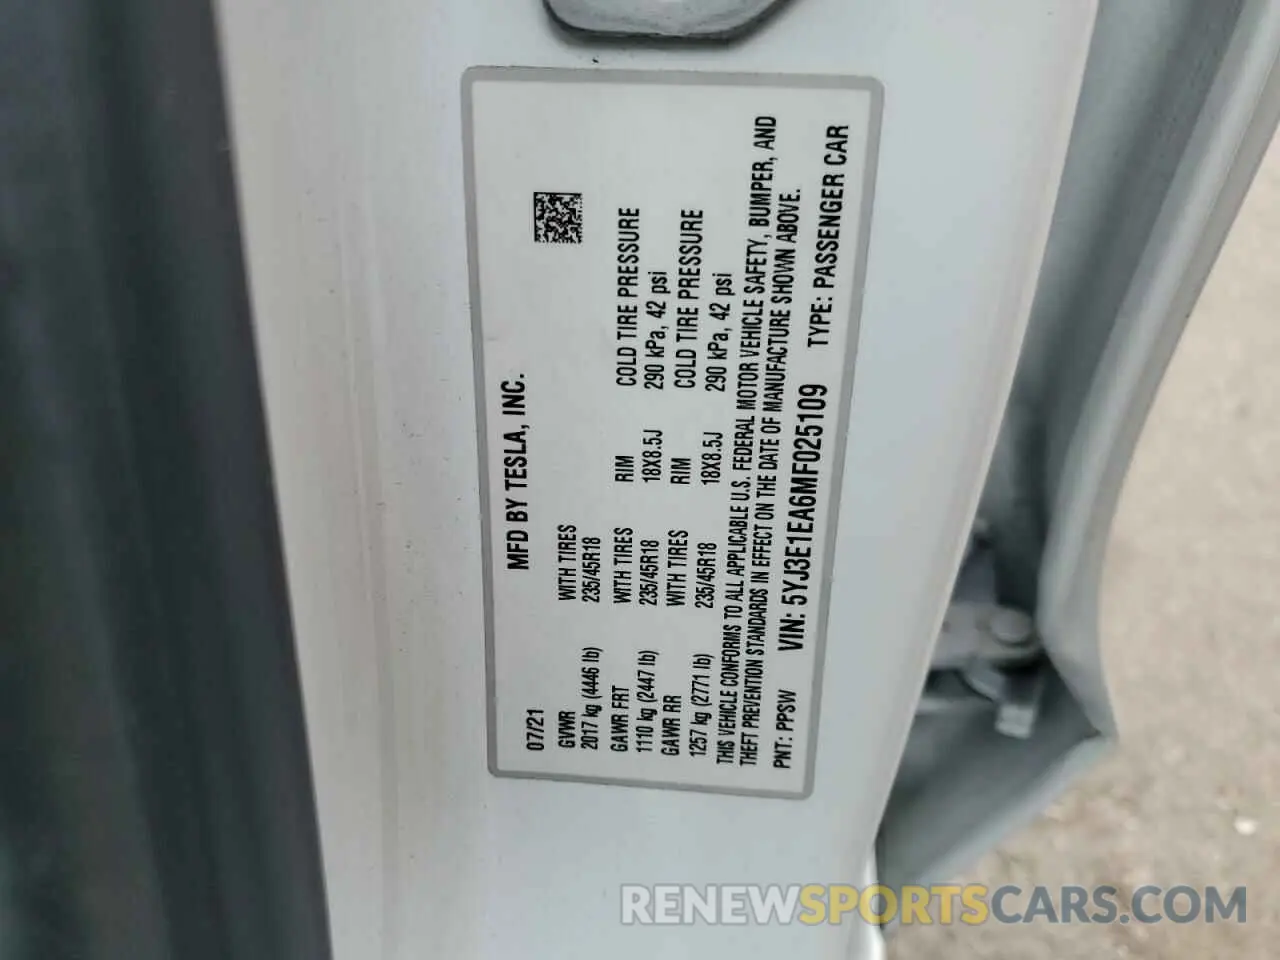 MFD BY TESLA, INC.
07/21
GVWR WITH TIRES
2017 kg (4446 lb) 235/45R18
GAWR FRT WITH TIRES RIM COLD TIRE PRESSURE
1110 kg (2447 lb) 235/45R18 18X8.5J 290 kPa, 42 psi
GAWR RR WITH TIRES RIM COLD TIRE PRESSURE
1257 kg (2771 lb) 235/45R18 18X8.5J 290 kPa, 42 psi
THIS VEHICLE CONFORMS TO ALL APPLICABLE U.S. FEDERAL MOTOR VEHICLE SAFETY, BUMPER, AND
THEFT PREVENTION STANDARDS IN EFFECT ON THE DATE OF MANUFACTURE SHOWN ABOVE.
PNT: PPSW VIN: 5YJ3E1EA6MF025109 TYPE: PASSENGER CAR
RENEWSPORTSCARS.COM